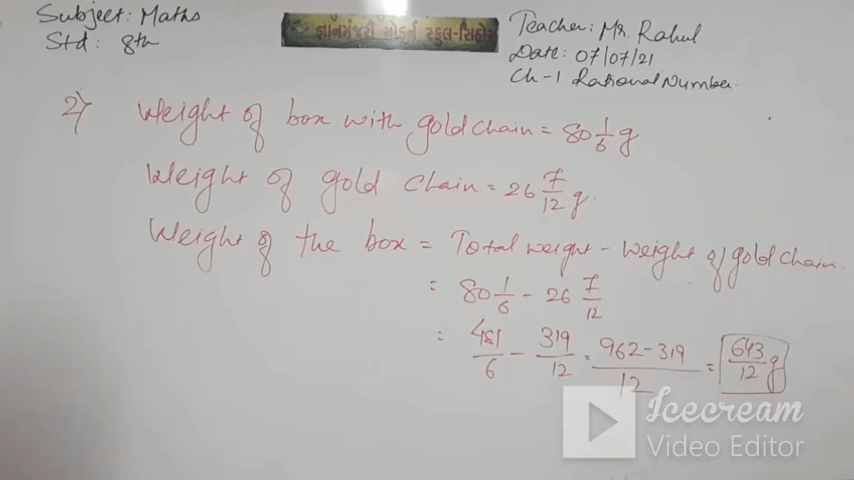 Subject: Maths
Std: 8th
જ્ઞાનમંજરી મોડર્ન સ્કુલ-સિહોર
Teacher: Mr. Rahul
Date: 07/07/21
Ch-1 Rational Number.
2) Weight of box with gold chain = 80 1/6 g
Weight of gold chain = 26 7/12 g.
Weight of the box = Total weight - weight of gold chain.
= 80 1/6 - 26 7/12
= 481/6 - 319/12 = 962-319/12 = 643/12 g
Icecream
Video Editor